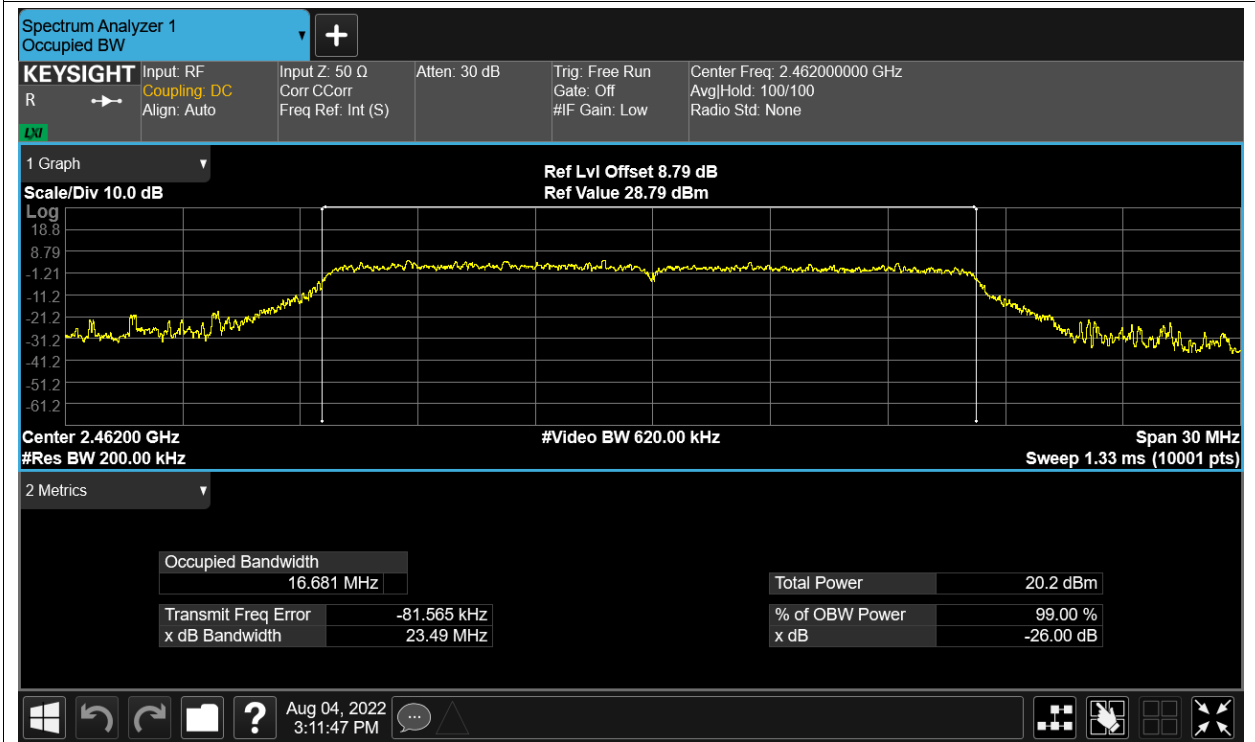 Spectrum Analyzer 1
Occupied BW
KEYSIGHT Input: RF Input Z: 50 Ω Atten: 30 dB Trig: Free Run Center Freq: 2.462000000 GHz
R Coupling: DC Corr CCorr Gate: Off Avg|Hold: 100/100
Align: Auto Freq Ref: Int (S) #IF Gain: Low Radio Std: None
LXI
1 Graph
Ref Lvl Offset 8.79 dB
Scale/Div 10.0 dB Ref Value 28.79 dBm
Log
18.8
8.79
-1.21
-11.2
-21.2
-31.2
-41.2
-51.2
-61.2
Center 2.46200 GHz #Video BW 620.00 kHz Span 30 MHz
#Res BW 200.00 kHz Sweep 1.33 ms (10001 pts)
2 Metrics
Occupied Bandwidth
16.681 MHz Total Power 20.2 dBm
Transmit Freq Error -81.565 kHz % of OBW Power 99.00 %
x dB Bandwidth 23.49 MHz x dB -26.00 dB
? Aug 04, 2022
3:11:47 PM